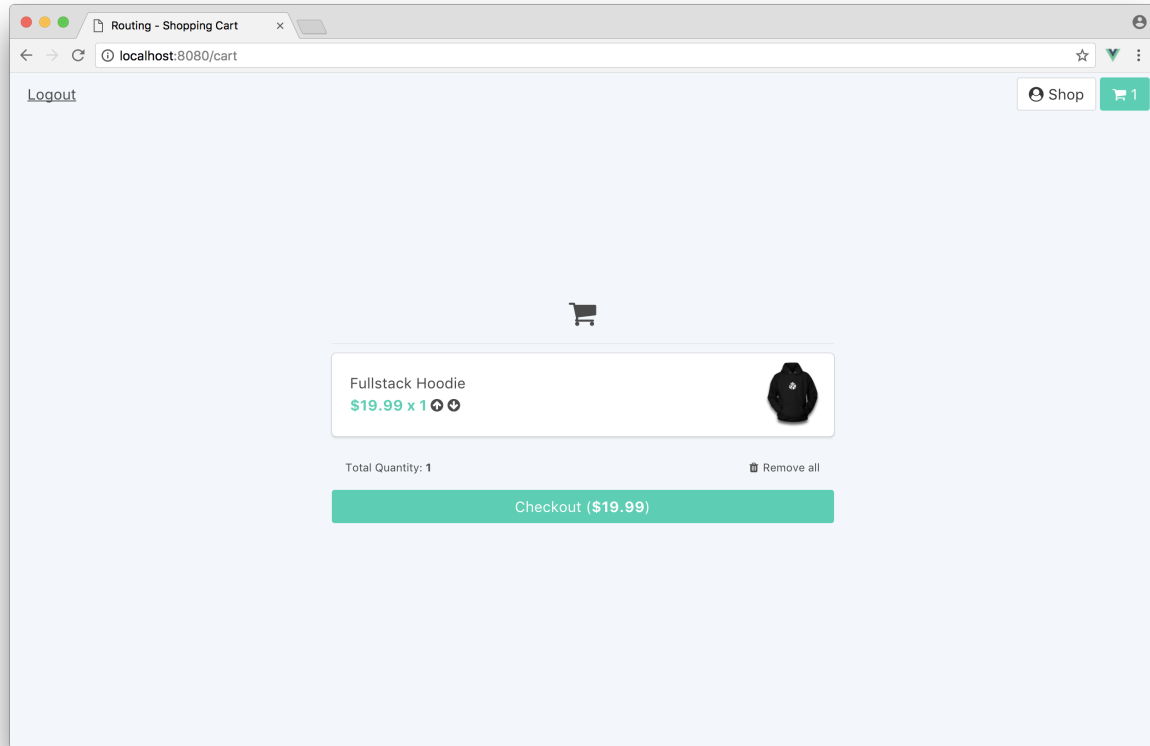 Routing - Shopping Cart
localhost:8080/cart
Logout
Shop
1
Fullstack Hoodie
$19.99 x 1
Total Quantity: 1
Remove all
Checkout ($19.99)